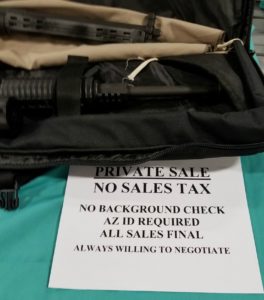 PRIVATE SALE
NO SALES TAX
NO BACKGROUND CHECK
AZ ID REQUIRED
ALL SALES FINAL
ALWAYS WILLING TO NEGOTIATE